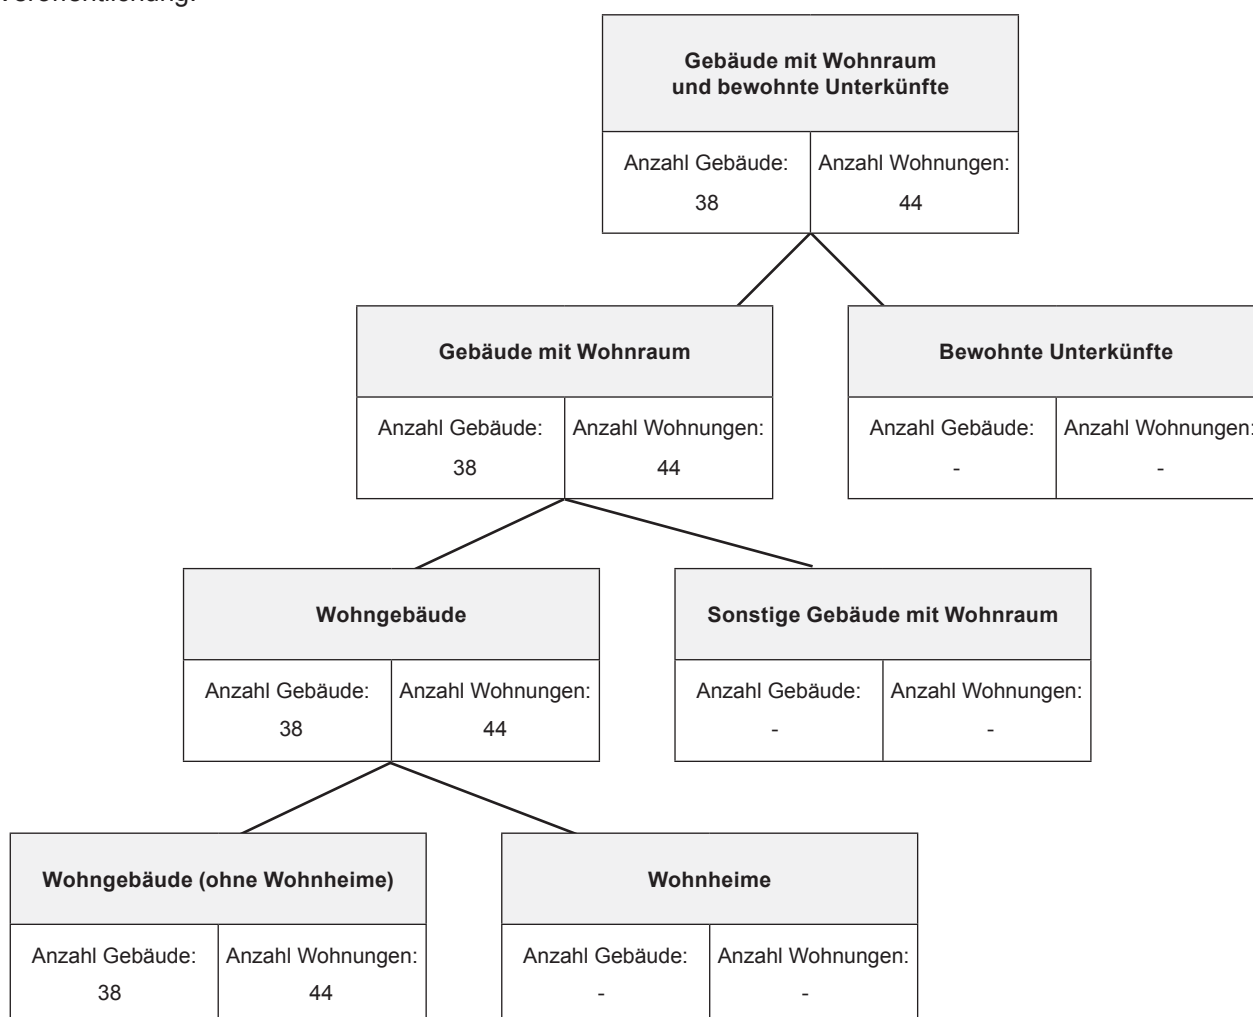 Veröffentlichung.
Gebäude mit Wohnraum
und bewohnte Unterkünfte
Anzahl Gebäude: Anzahl Wohnungen:
38 44
Gebäude mit Wohnraum Bewohnte Unterkünfte
Anzahl Gebäude: Anzahl Wohnungen: Anzahl Gebäude: Anzahl Wohnungen:
38 44 - -
Wohngebäude Sonstige Gebäude mit Wohnraum
Anzahl Gebäude: Anzahl Wohnungen: Anzahl Gebäude: Anzahl Wohnungen:
38 44 - -
Wohngebäude (ohne Wohnheime) Wohnheime
Anzahl Gebäude: Anzahl Wohnungen: Anzahl Gebäude: Anzahl Wohnungen:
38 44 - -